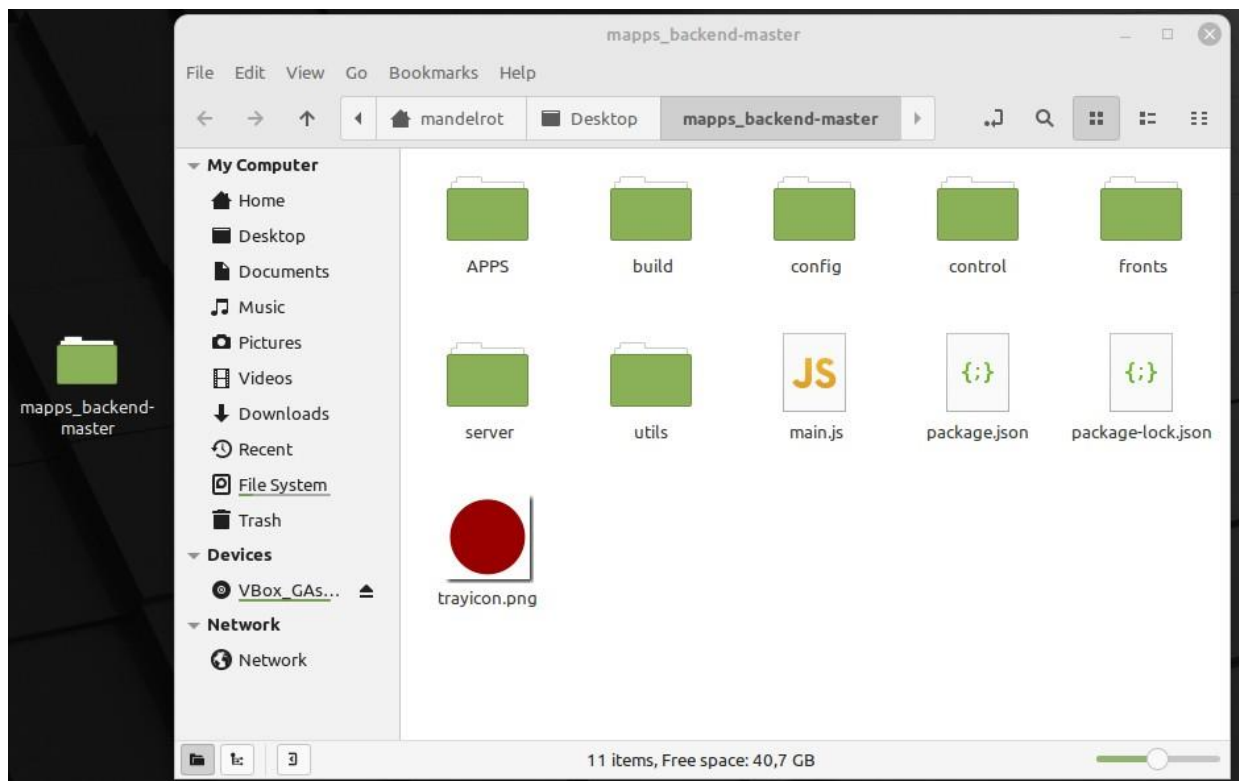 mapps_backend-master
File Edit View Go Bookmarks Help
mandelrot Desktop mapps_backend-master
My Computer
Home
Desktop
Documents
Music
Pictures
Videos
Downloads
Recent
File System
Trash
Devices
VBox_GAs...
Network
Network
APPS build config control fronts
server utils JS main.js {;} package.json {;} package-lock.json
trayicon.png
11 items, Free space: 40,7 GB
mapps_backend-
master